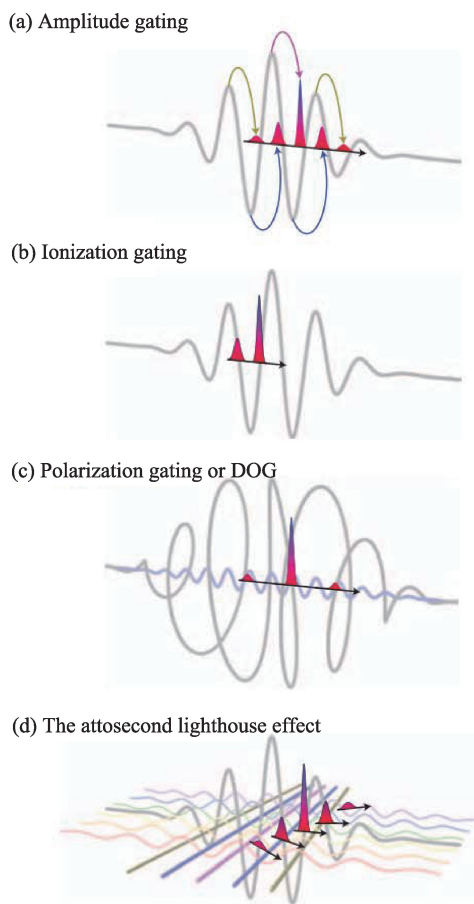 (a) Amplitude gating
(b) Ionization gating
(c) Polarization gating or DOG
(d) The attosecond lighthouse effect